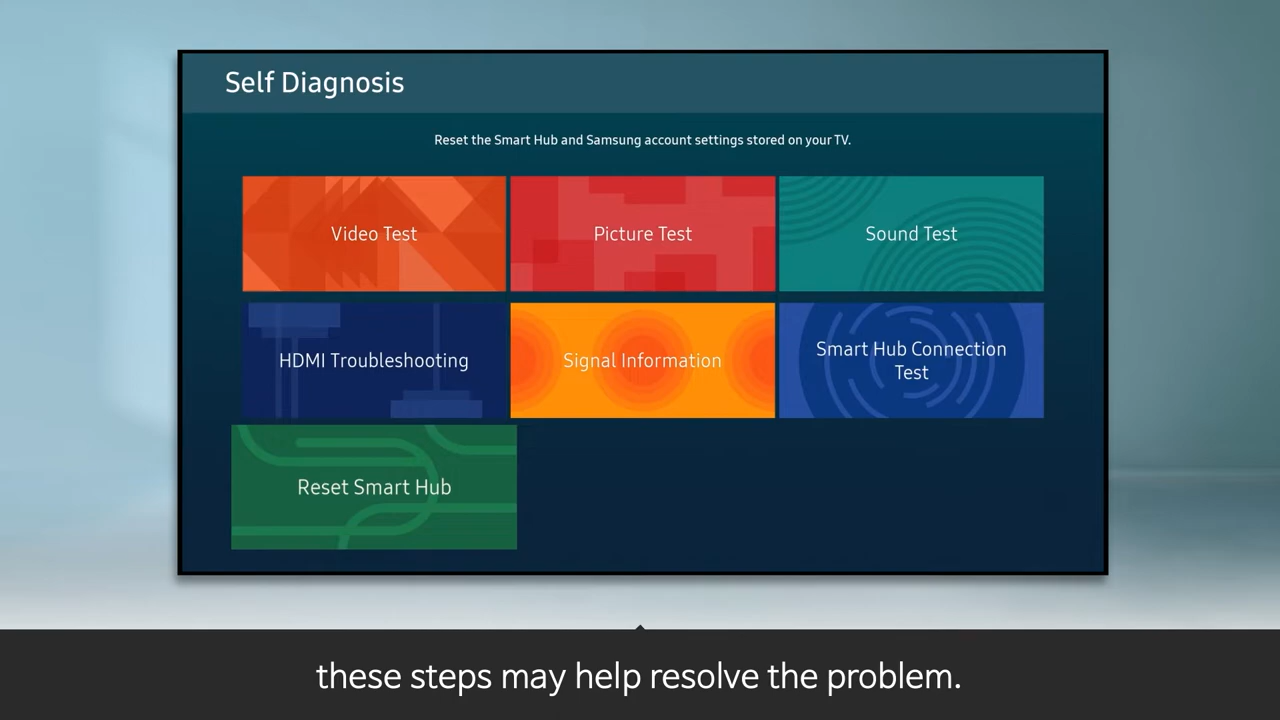 Self Diagnosis
Reset the Smart Hub and Samsung account settings stored on your TV.
Video Test
Picture Test
Sound Test
HDMI Troubleshooting
Signal Information
Smart Hub Connection
Test
Reset Smart Hub
these steps may help resolve the problem.